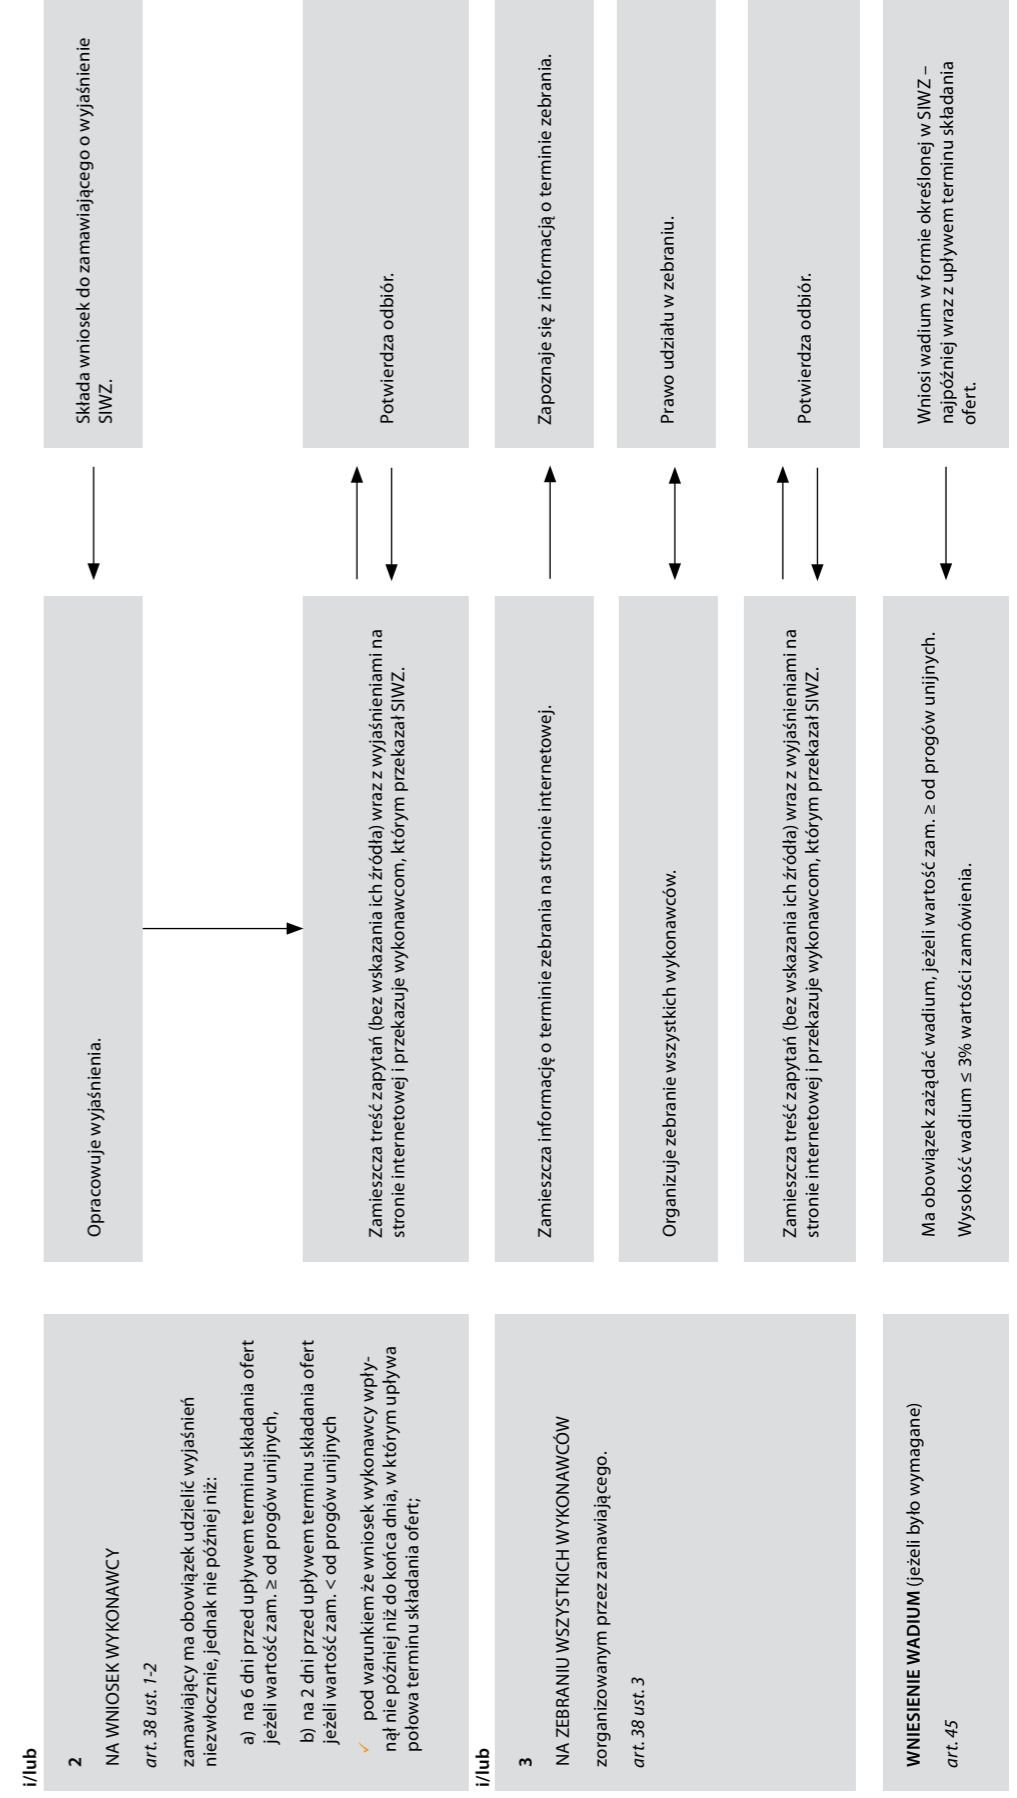 i/lub
2
NA WNIOSEK WYKONAWCY
art. 38 ust. 1-2
zamawiający ma obowiązek udzielić wyjaśnień
niezwłocznie, jednak nie później niż:
a) na 6 dni przed upływem terminu składania ofert
jeżeli wartość zam. ≥ od progów unijnych,
b) na 2 dni przed upływem terminu składania ofert
jeżeli wartość zam. < od progów unijnych
✓ pod warunkiem że wniosek wykonawcy wpły-
nął nie później niż do końca dnia, w którym upływa
połowa terminu składania ofert;
Opracowuje wyjaśnienia.
Składa wniosek do zamawiającego o wyjaśnienie
SIWZ.
Zamieszcza treść zapytań (bez wskazania ich źródła) wraz z wyjaśnieniami na
stronie internetowej i przekazuje wykonawcom, którym przekazał SIWZ.
Potwierdza odbiór.
i/lub
3
NA ZEBRANIU WSZYSTKICH WYKONAWCÓW
zorganizowanym przez zamawiającego.
art. 38 ust. 3
Zamieszcza informację o terminie zebrania na stronie internetowej.
Zapoznaje się z informacją o terminie zebrania.
Organizuje zebranie wszystkich wykonawców.
Prawo udziału w zebraniu.
Zamieszcza treść zapytań (bez wskazania ich źródła) wraz z wyjaśnieniami na
stronie internetowej i przekazuje wykonawcom, którym przekazał SIWZ.
Potwierdza odbiór.
WNIESIENIE WADIUM (jeżeli było wymagane)
art. 45
Ma obowiązek zażądać wadium, jeżeli wartość zam. ≥ od progów unijnych.
Wysokość wadium ≤ 3% wartości zamówienia.
Wniosi wadium w formie określonej w SIWZ –
najpóźniej wraz z upływem terminu składania
ofert.